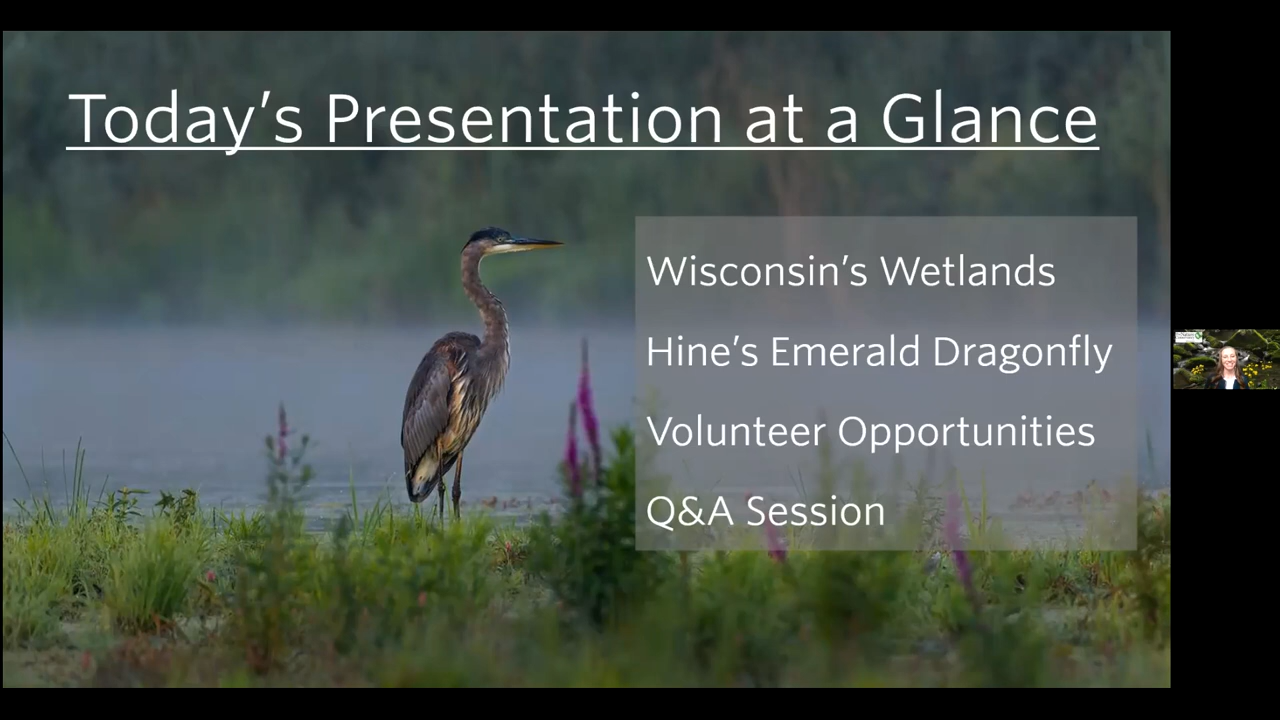 Today's Presentation at a Glance
Wisconsin's Wetlands
Hine's Emerald Dragonfly
Volunteer Opportunities
Q&A Session